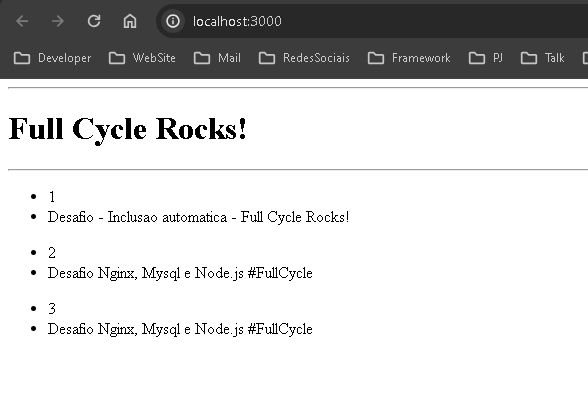 localhost:3000
Developer WebSite Mail RedesSociais Framework PJ Talk
Full Cycle Rocks!
1
Desafio - Inclusao automatica - Full Cycle Rocks!
2
Desafio Nginx, Mysql e Node.js #FullCycle
3
Desafio Nginx, Mysql e Node.js #FullCycle